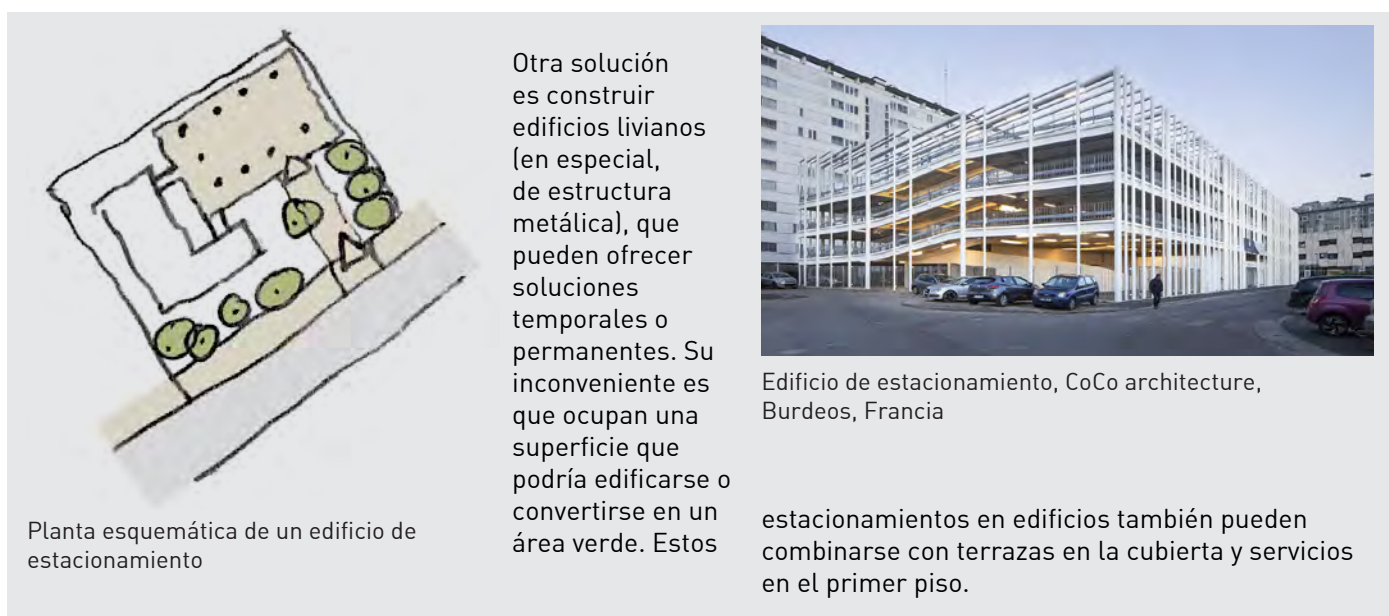 Planta esquemática de un edificio de
estacionamiento
Otra solución
es construir
edificios livianos
(en especial,
de estructura
metálica), que
pueden ofrecer
soluciones
temporales o
permanentes. Su
inconveniente es
que ocupan una
superficie que
podría edificarse o
convertirse en un
área verde. Estos
Edificio de estacionamiento, CoCo architecture,
Burdeos, Francia
estacionamientos en edificios también pueden
combinarse con terrazas en la cubierta y servicios
en el primer piso.